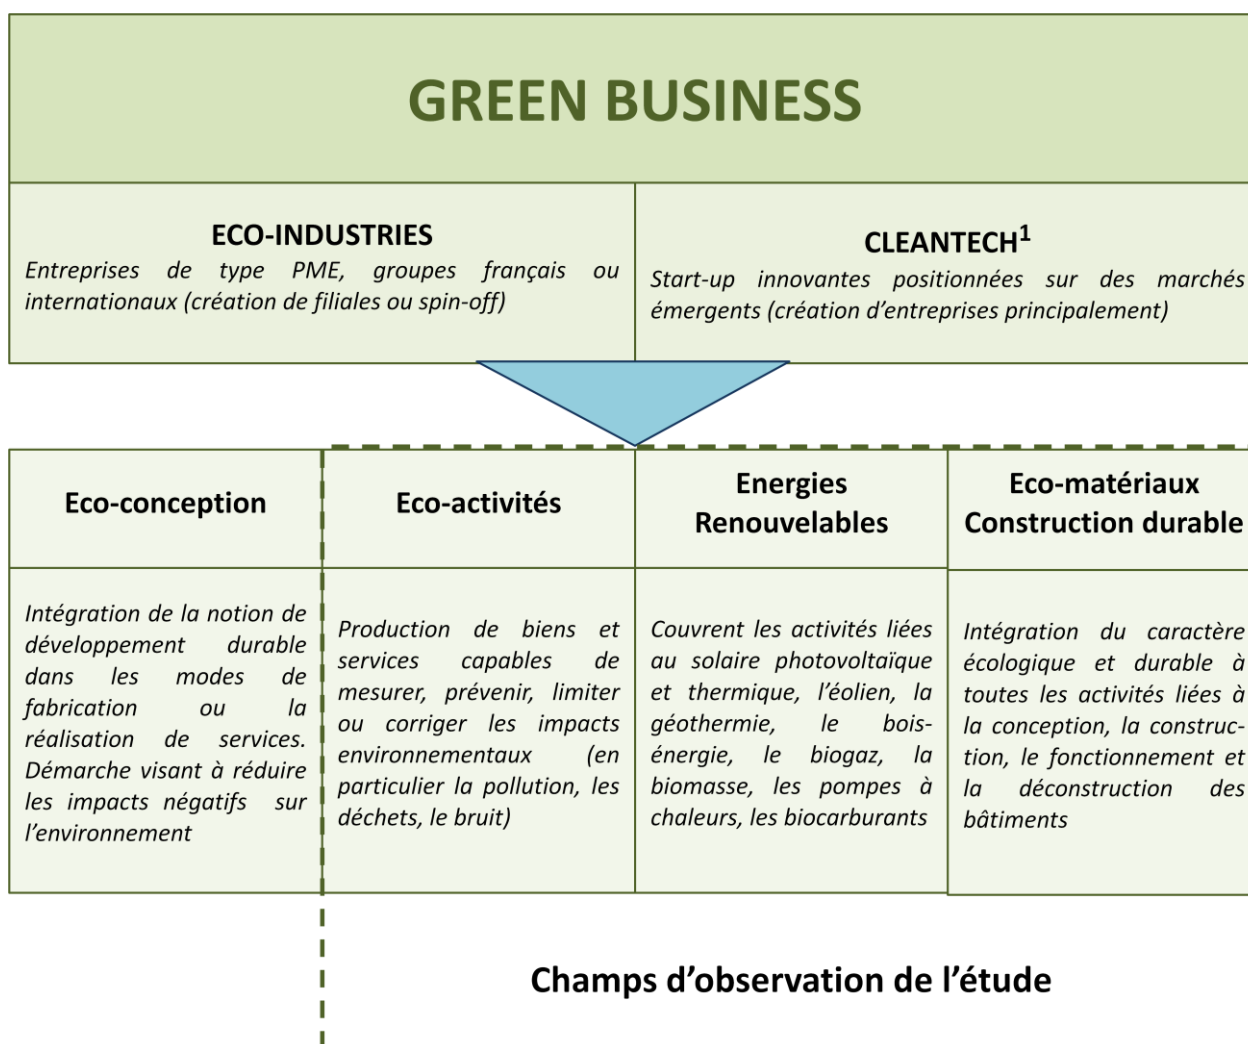 GREEN BUSINESS
ECO-INDUSTRIES
Entreprises de type PME, groupes français ou
internationaux (création de filiales ou spin-off)
CLEANTECH¹
Start-up innovantes positionnées sur des marchés
émergents (création d’entreprises principalement)
Eco-conception
Intégration de la notion de
développement durable
dans les modes de
fabrication ou la
réalisation de services.
Démarche visant à réduire
les impacts négatifs sur
l’environnement
Eco-activités
Production de biens et
services capables de
mesurer, prévenir, limiter
ou corriger les impacts
environnementaux (en
particulier la pollution, les
déchets, le bruit)
Energies
Renouvelables
Couvrent les activités liées
au solaire photovoltaïque
et thermique, l’éolien, la
géothermie, le bois-
énergie, le biogaz, la
biomasse, les pompes à
chaleurs, les biocarburants
Eco-matériaux
Construction durable
Intégration du caractère
écologique et durable à
toutes les activités liées à
la conception, la construc-
tion, le fonctionnement et
la déconstruction des
bâtiments
Champs d’observation de l’étude